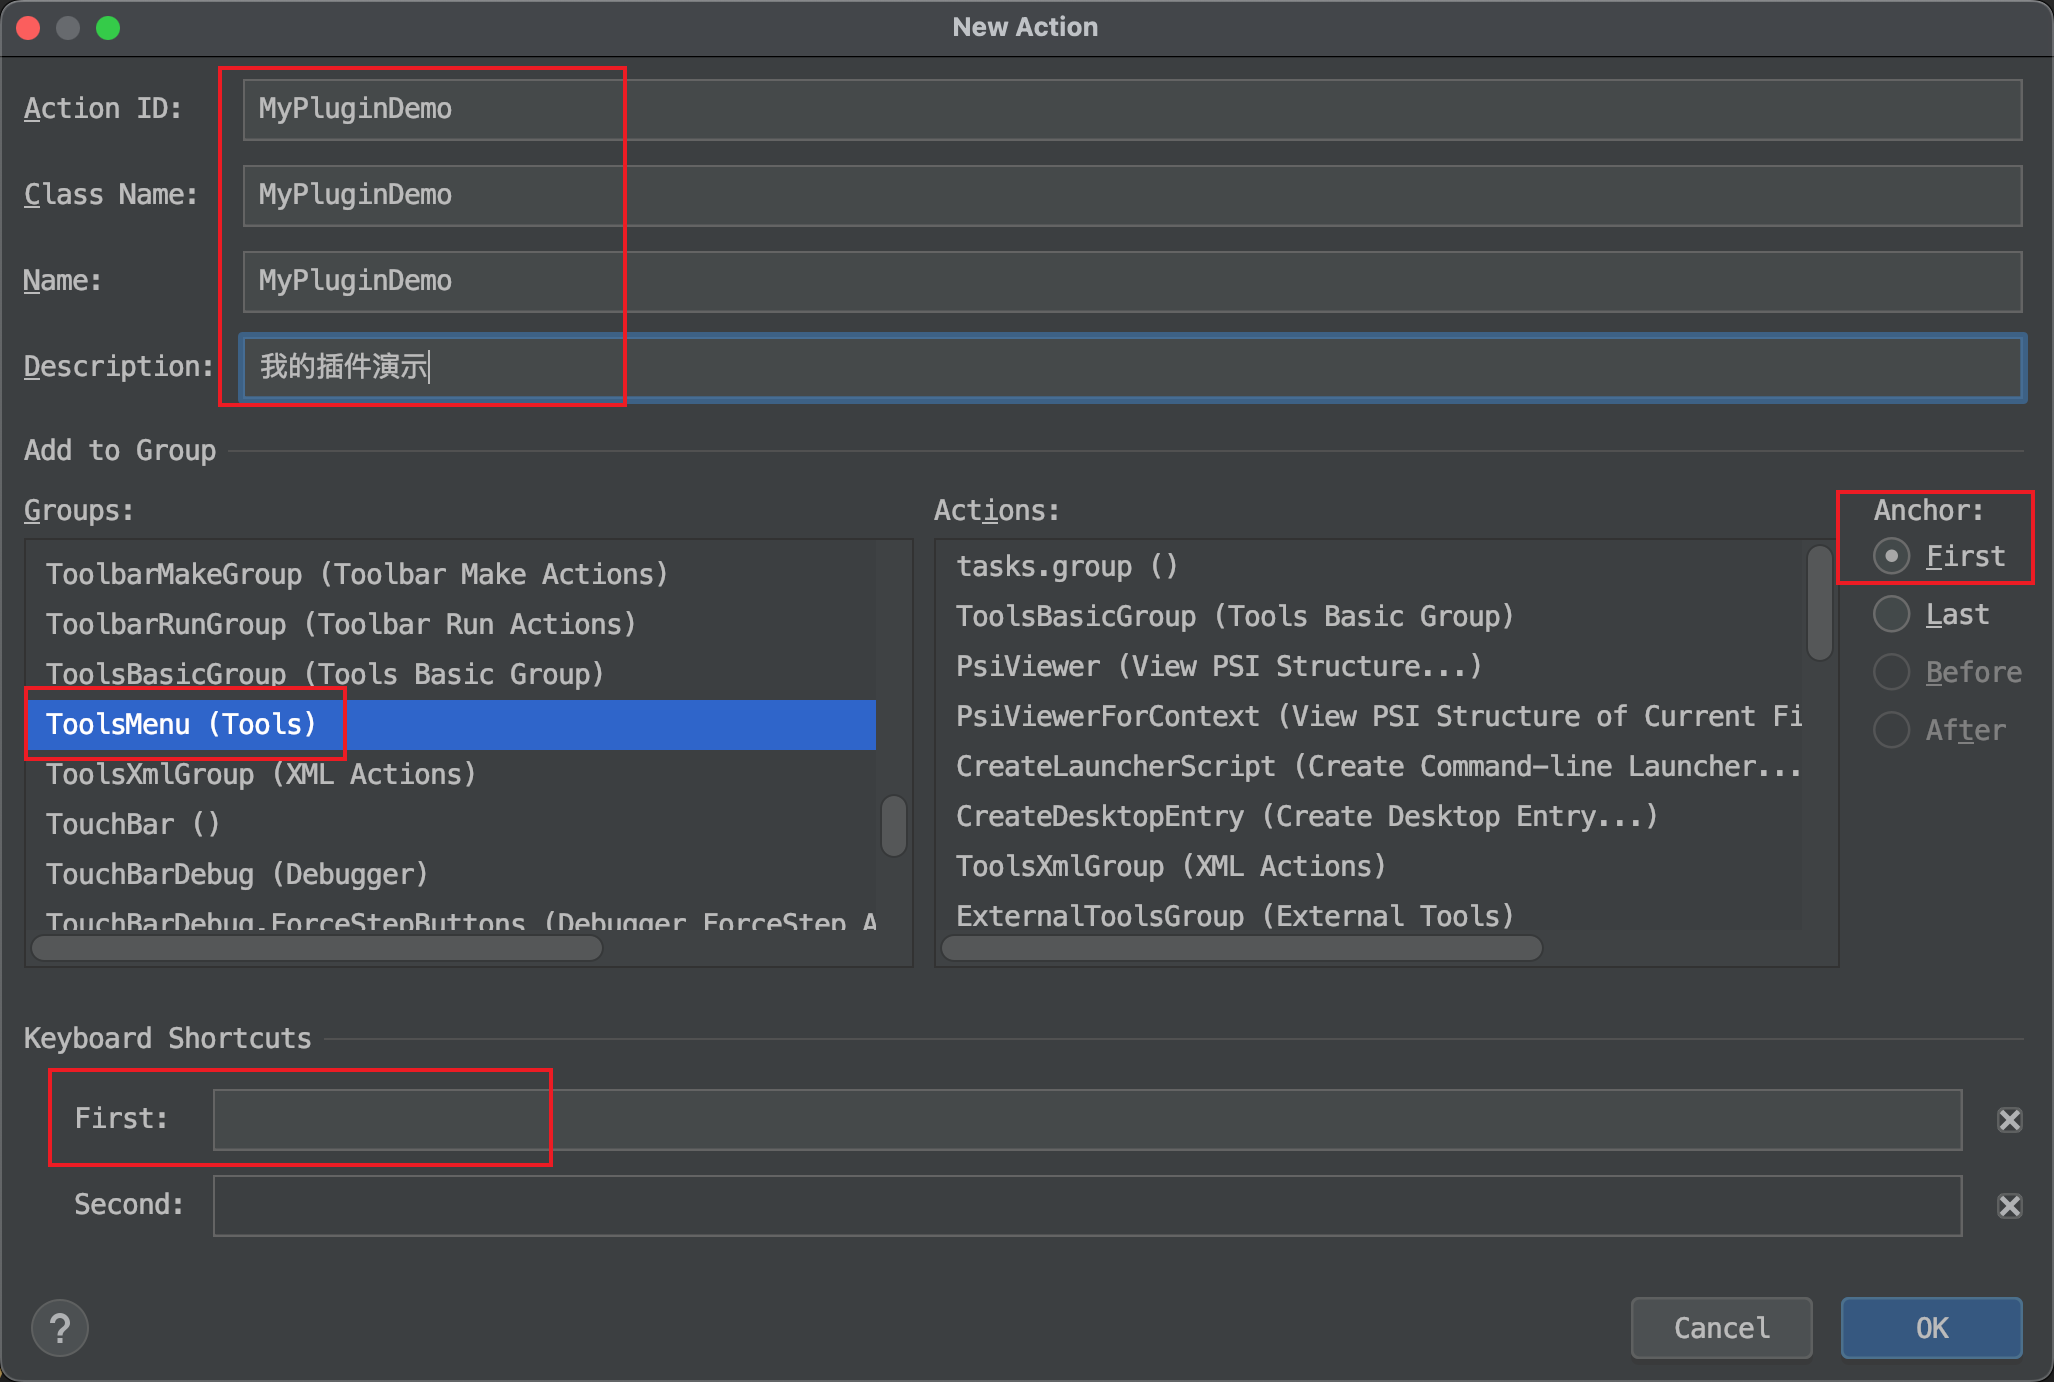 New Action
Action ID: MyPluginDemo
Class Name: MyPluginDemo
Name: MyPluginDemo
Description: 我的插件演示
Add to Group
Groups:
ToolbarMakeGroup (Toolbar Make Actions)
ToolbarRunGroup (Toolbar Run Actions)
ToolsBasicGroup (Tools Basic Group)
ToolsMenu (Tools)
ToolsXmlGroup (XML Actions)
TouchBar ()
TouchBarDebug (Debugger)
TouchBarDebug.ForceStepButtons (Debugger ForceStep A
Actions:
tasks.group ()
ToolsBasicGroup (Tools Basic Group)
PsiViewer (View PSI Structure...)
PsiViewerForContext (View PSI Structure of Current Fi
CreateLauncherScript (Create Command-line Launcher...
CreateDesktopEntry (Create Desktop Entry...)
ToolsXmlGroup (XML Actions)
ExternalToolsGroup (External Tools)
Anchor:
First
Last
Before
After
Keyboard Shortcuts
First:
Second:
?
Cancel
OK